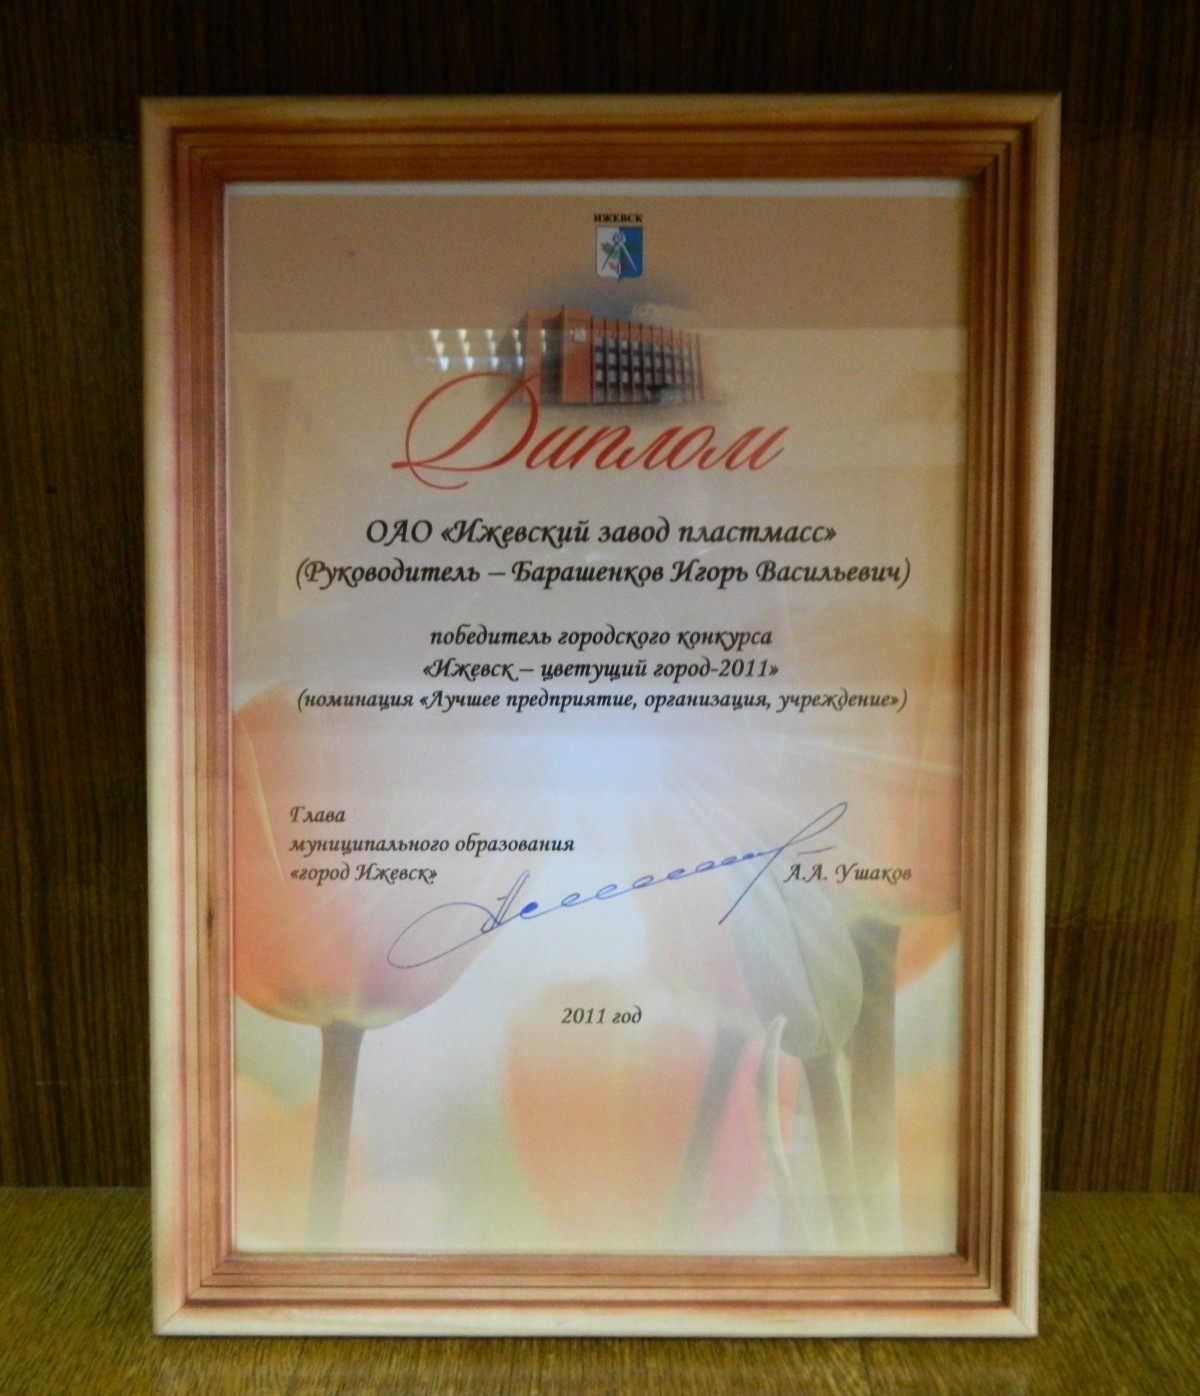 ИЖЕВСК
Диплом
ОАО «Ижевский завод пластмасс»
(Руководитель – Барашенков Игорь Васильевич)
победитель городского конкурса
«Ижевск – цветущий город-2011»
(номинация «Лучшее предприятие, организация, учреждение»)
Глава
муниципального образования
«город Ижевск»
А.А. Ушаков
2011 год